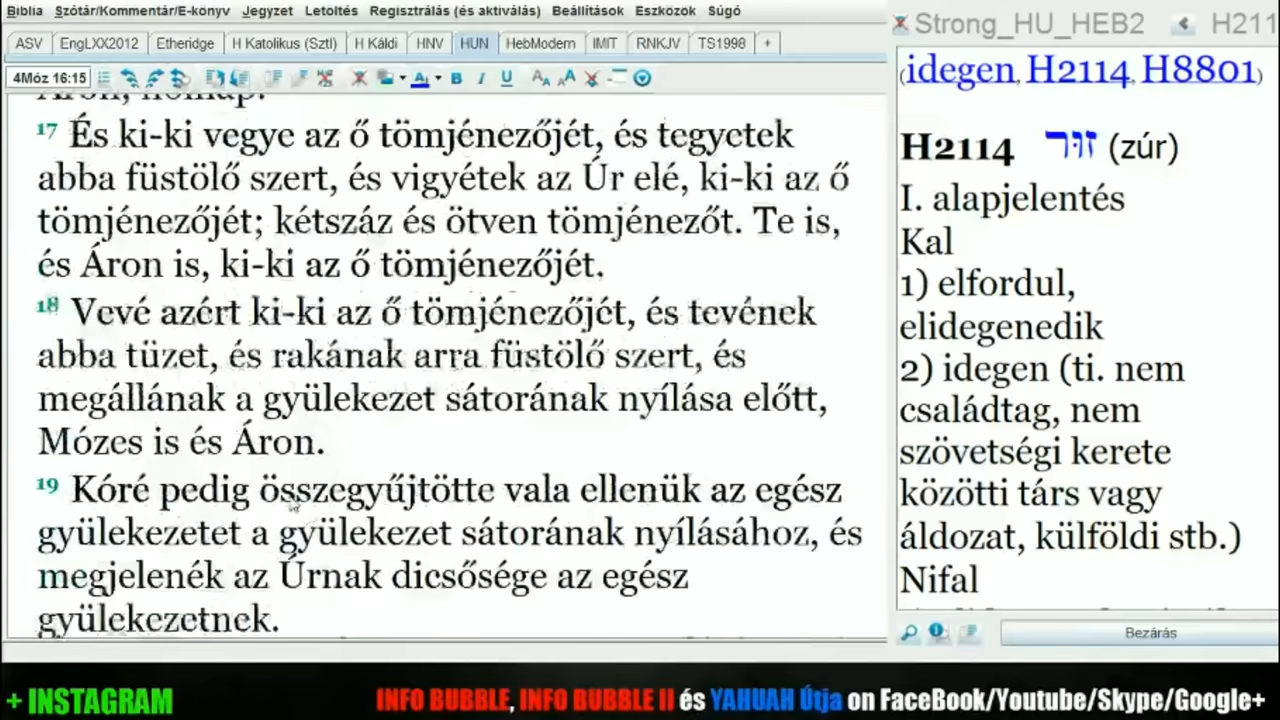 Biblia Szótár/Kommentár/E-könyv Jegyzet Letöltés Regisztrálás (és aktiválás) Beállítások Eszközök Súgó
ASV EngLXX2012 Etheridge H Katolikus (SztI) H Káldi HNV HUN HebModern IMIT RNKJV TS1998 +
4Móz 16:15
Áron, holnap.
17 És ki-ki vegye az ő tömjénezőjét, és tegyetek
abba füstölő szert, és vigyétek az Úr elé, ki-ki az ő
tömjénezőjét; kétszáz és ötven tömjénezőt. Te is,
és Áron is, ki-ki az ő tömjénezőjét.
18 Vevé azért ki-ki az ő tömjénezőjét, és tevének
abba tüzet, és rakának arra füstölő szert, és
megállának a gyülekezet sátorának nyílása előtt,
Mózes is és Áron.
19 Kóré pedig összegyűjtötte vala ellenük az egész
gyülekezetet a gyülekezet sátorának nyílásához, és
megjelenék az Úrnak dicsősége az egész
gyülekezetnek.
Strong_HU_HEB2 H211
(idegen, H2114, H8801)
H2114 זוּר (zúr)
I. alapjelentés
Kal
1) elfordul,
elidegenedik
2) idegen (ti. nem
családtag, nem
szövetségi kerete
közötti társ vagy
áldozat, külföldi stb.)
Nifal
Bezárás
+ INSTAGRAM
INFO BUBBLE, INFO BUBBLE II és YAHUAH Útja on FaceBook/Youtube/Skype/Google+